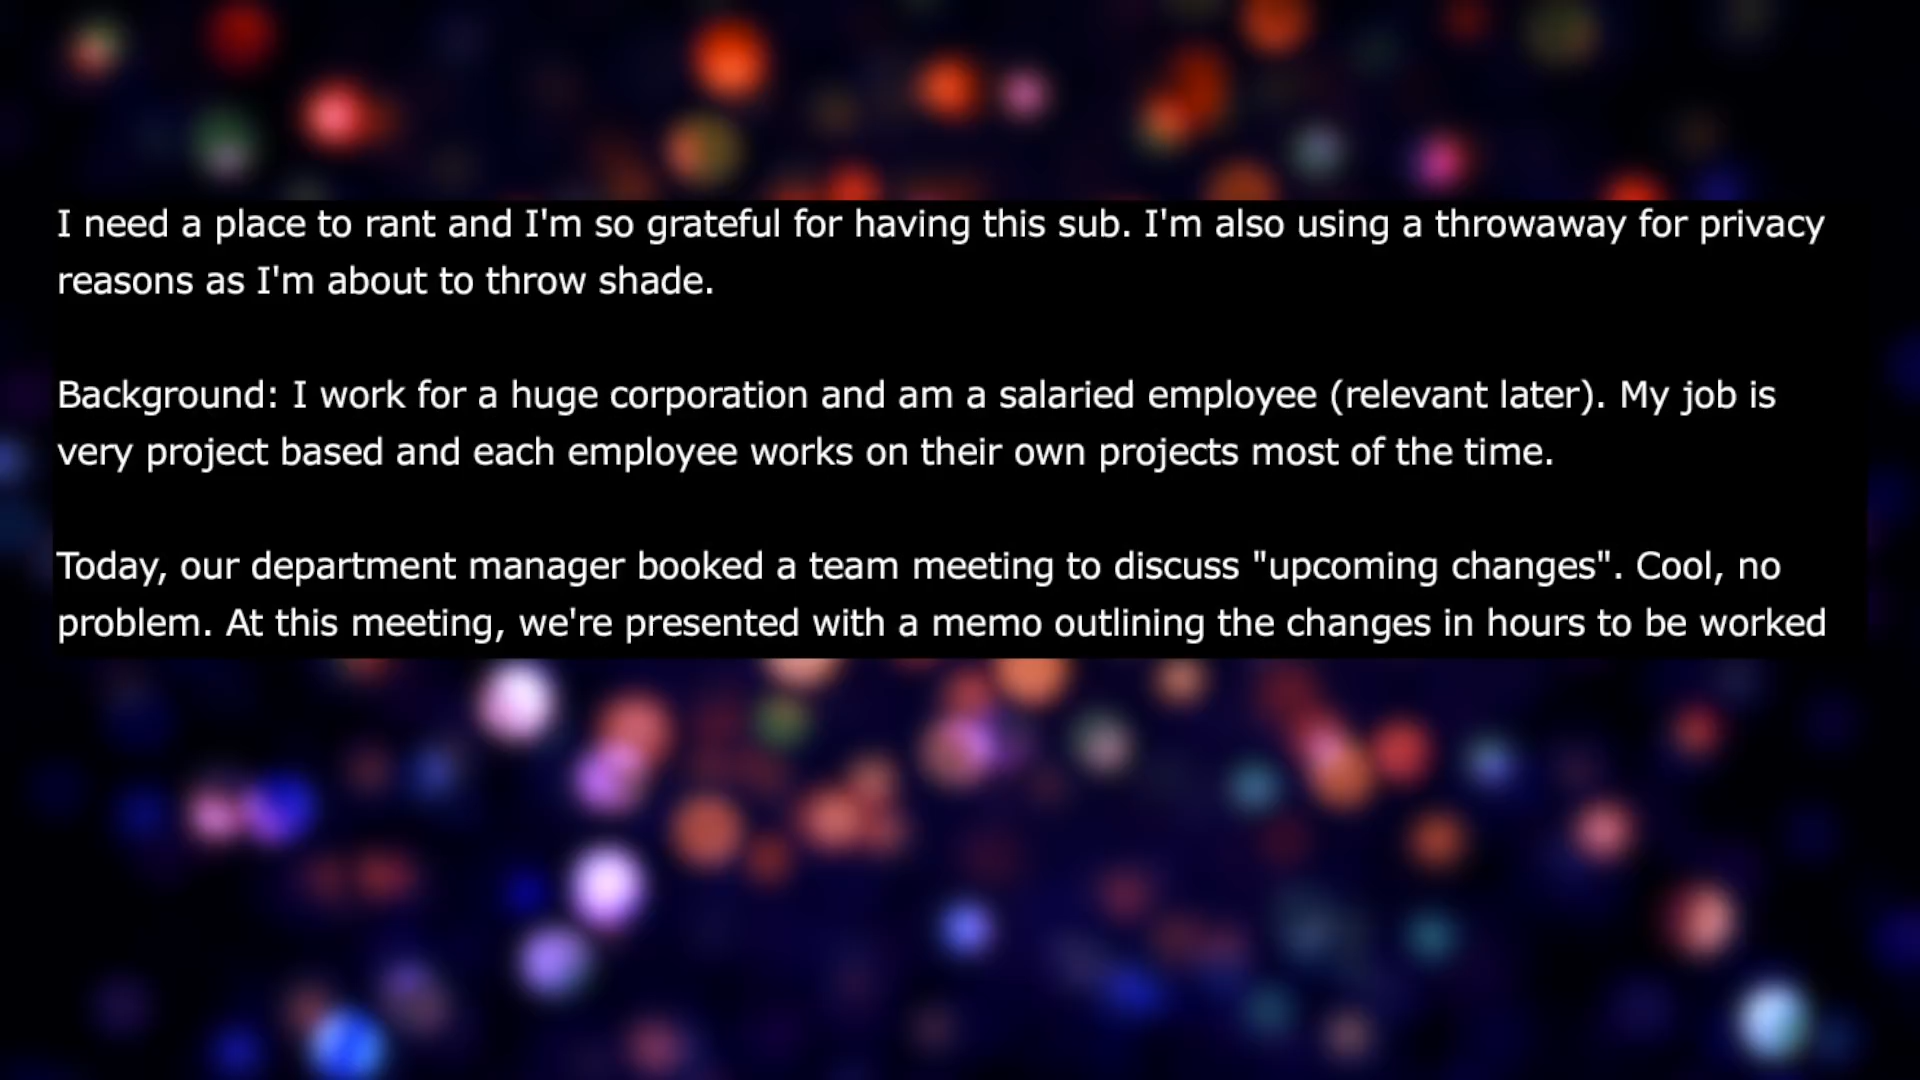 I need a place to rant and I'm so grateful for having this sub. I'm also using a throwaway for privacy
reasons as I'm about to throw shade.
Background: I work for a huge corporation and am a salaried employee (relevant later). My job is
very project based and each employee works on their own projects most of the time.
Today, our department manager booked a team meeting to discuss "upcoming changes". Cool, no
problem. At this meeting, we're presented with a memo outlining the changes in hours to be worked